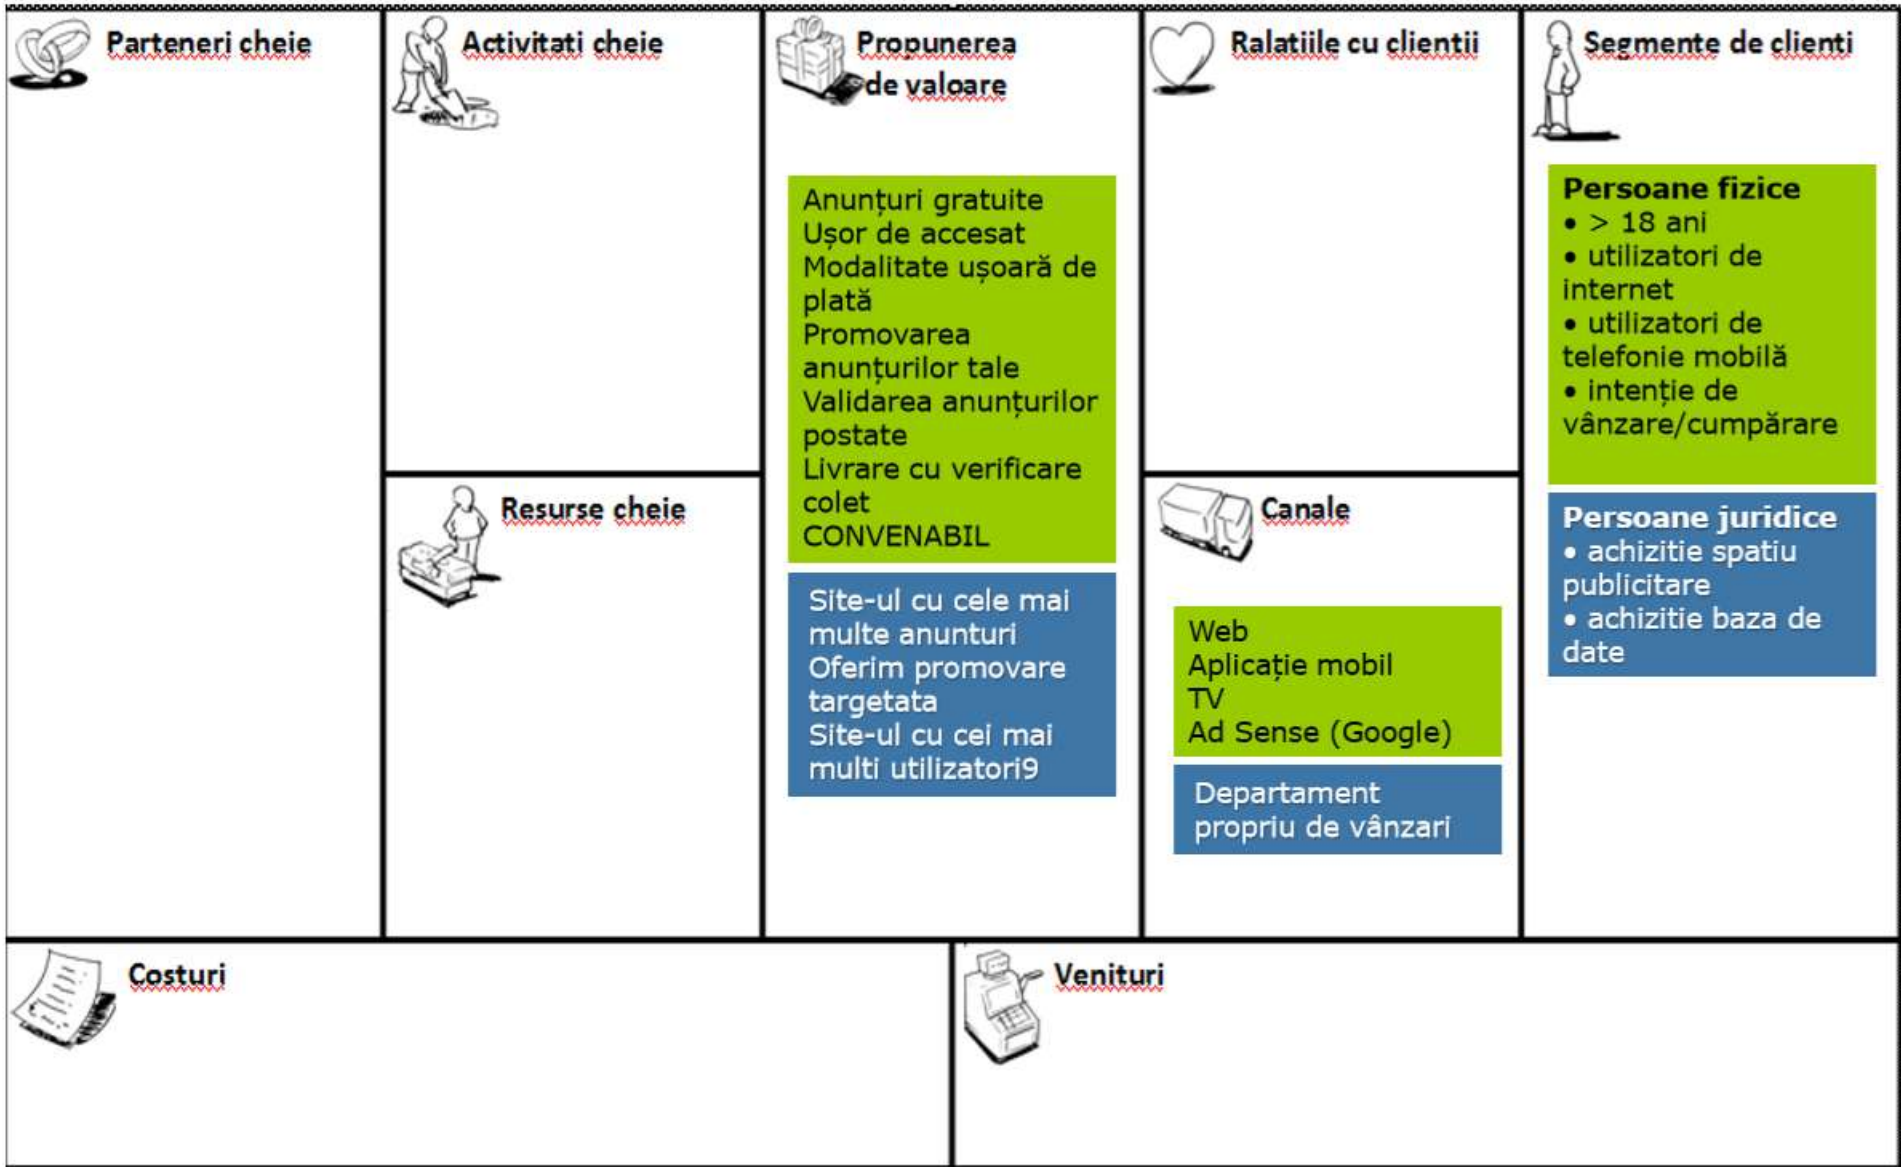 Parteneri cheie
Activitati cheie
Propunerea
de valoare
Anunțuri gratuite
Ușor de accesat
Modalitate ușoară de
plată
Promovarea
anunțurilor tale
Validarea anunțurilor
postate
Livrare cu verificare
colet
CONVENABIL
Site-ul cu cele mai
multe anunturi
Oferim promovare
targetata
Site-ul cu cei mai
multi utilizatori9
Ralatiile cu clientii
Segmente de clienti
Persoane fizice
• > 18 ani
• utilizatori de
internet
• utilizatori de
telefonie mobilă
• intenție de
vânzare/cumpărare
Persoane juridice
• achizitie spatiu
publicitare
• achizitie baza de
date
Resurse cheie
Canale
Web
Aplicație mobil
TV
Ad Sense (Google)
Departament
propriu de vânzari
Costuri
Venituri